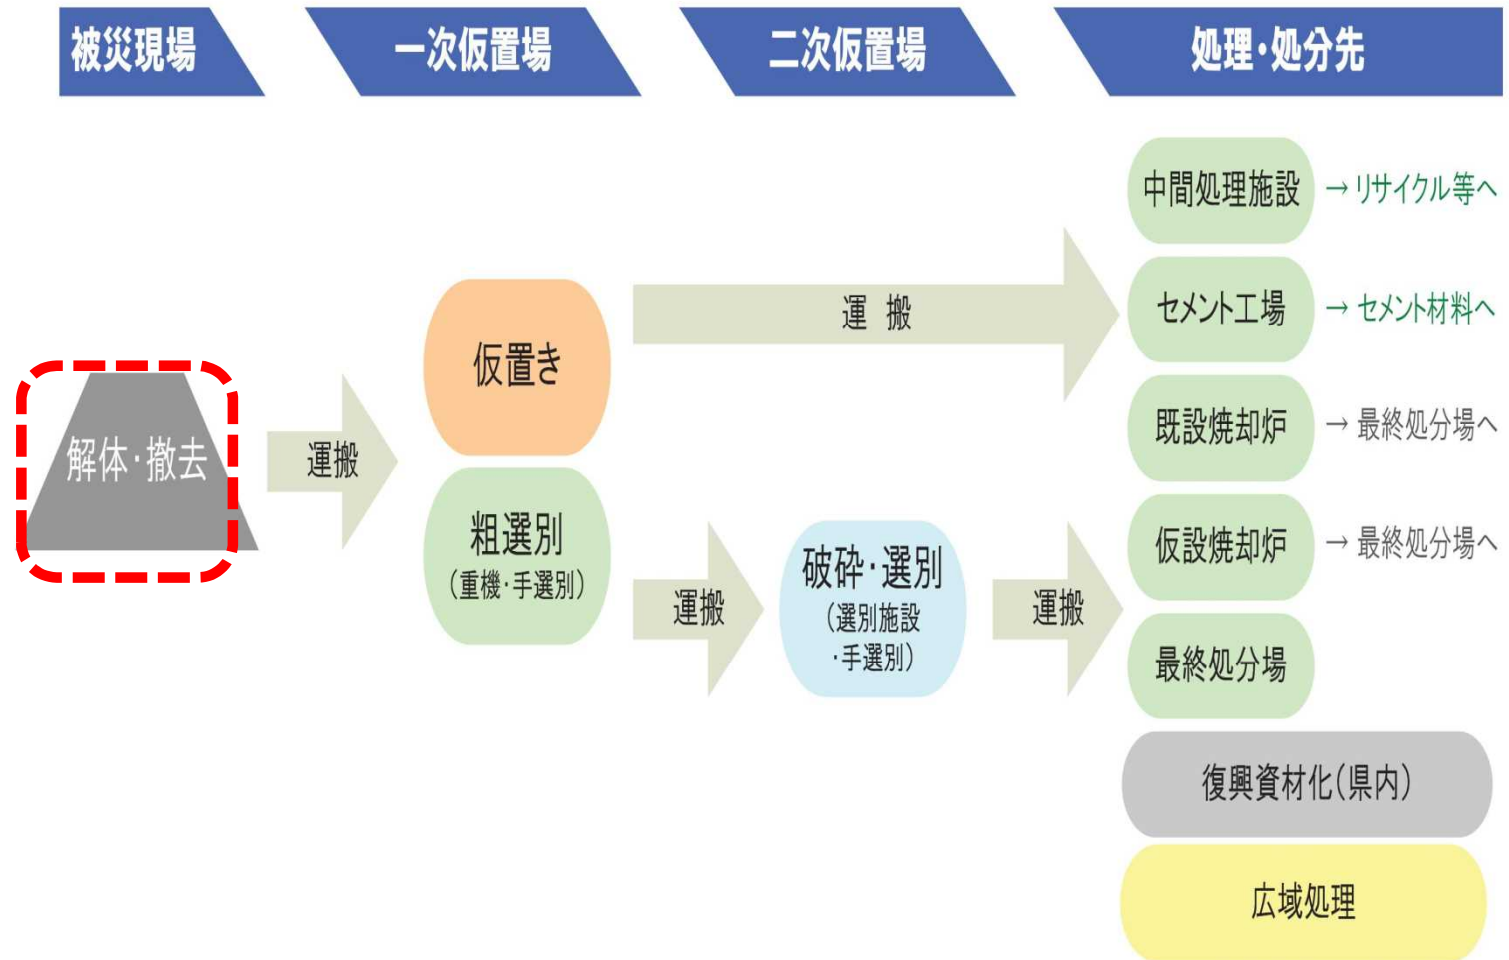 被災現場
一次仮置場
二次仮置場
処理・処分先
解体・撤去
運搬
仮置き
粗選別
（重機・手選別）
運搬
運搬
破砕・選別
（選別施設
・手選別）
運搬
中間処理施設
→ リサイクル等へ
セメント工場
→ セメント材料へ
既設焼却炉
→ 最終処分場へ
仮設焼却炉
→ 最終処分場へ
最終処分場
復興資材化（県内）
広域処理